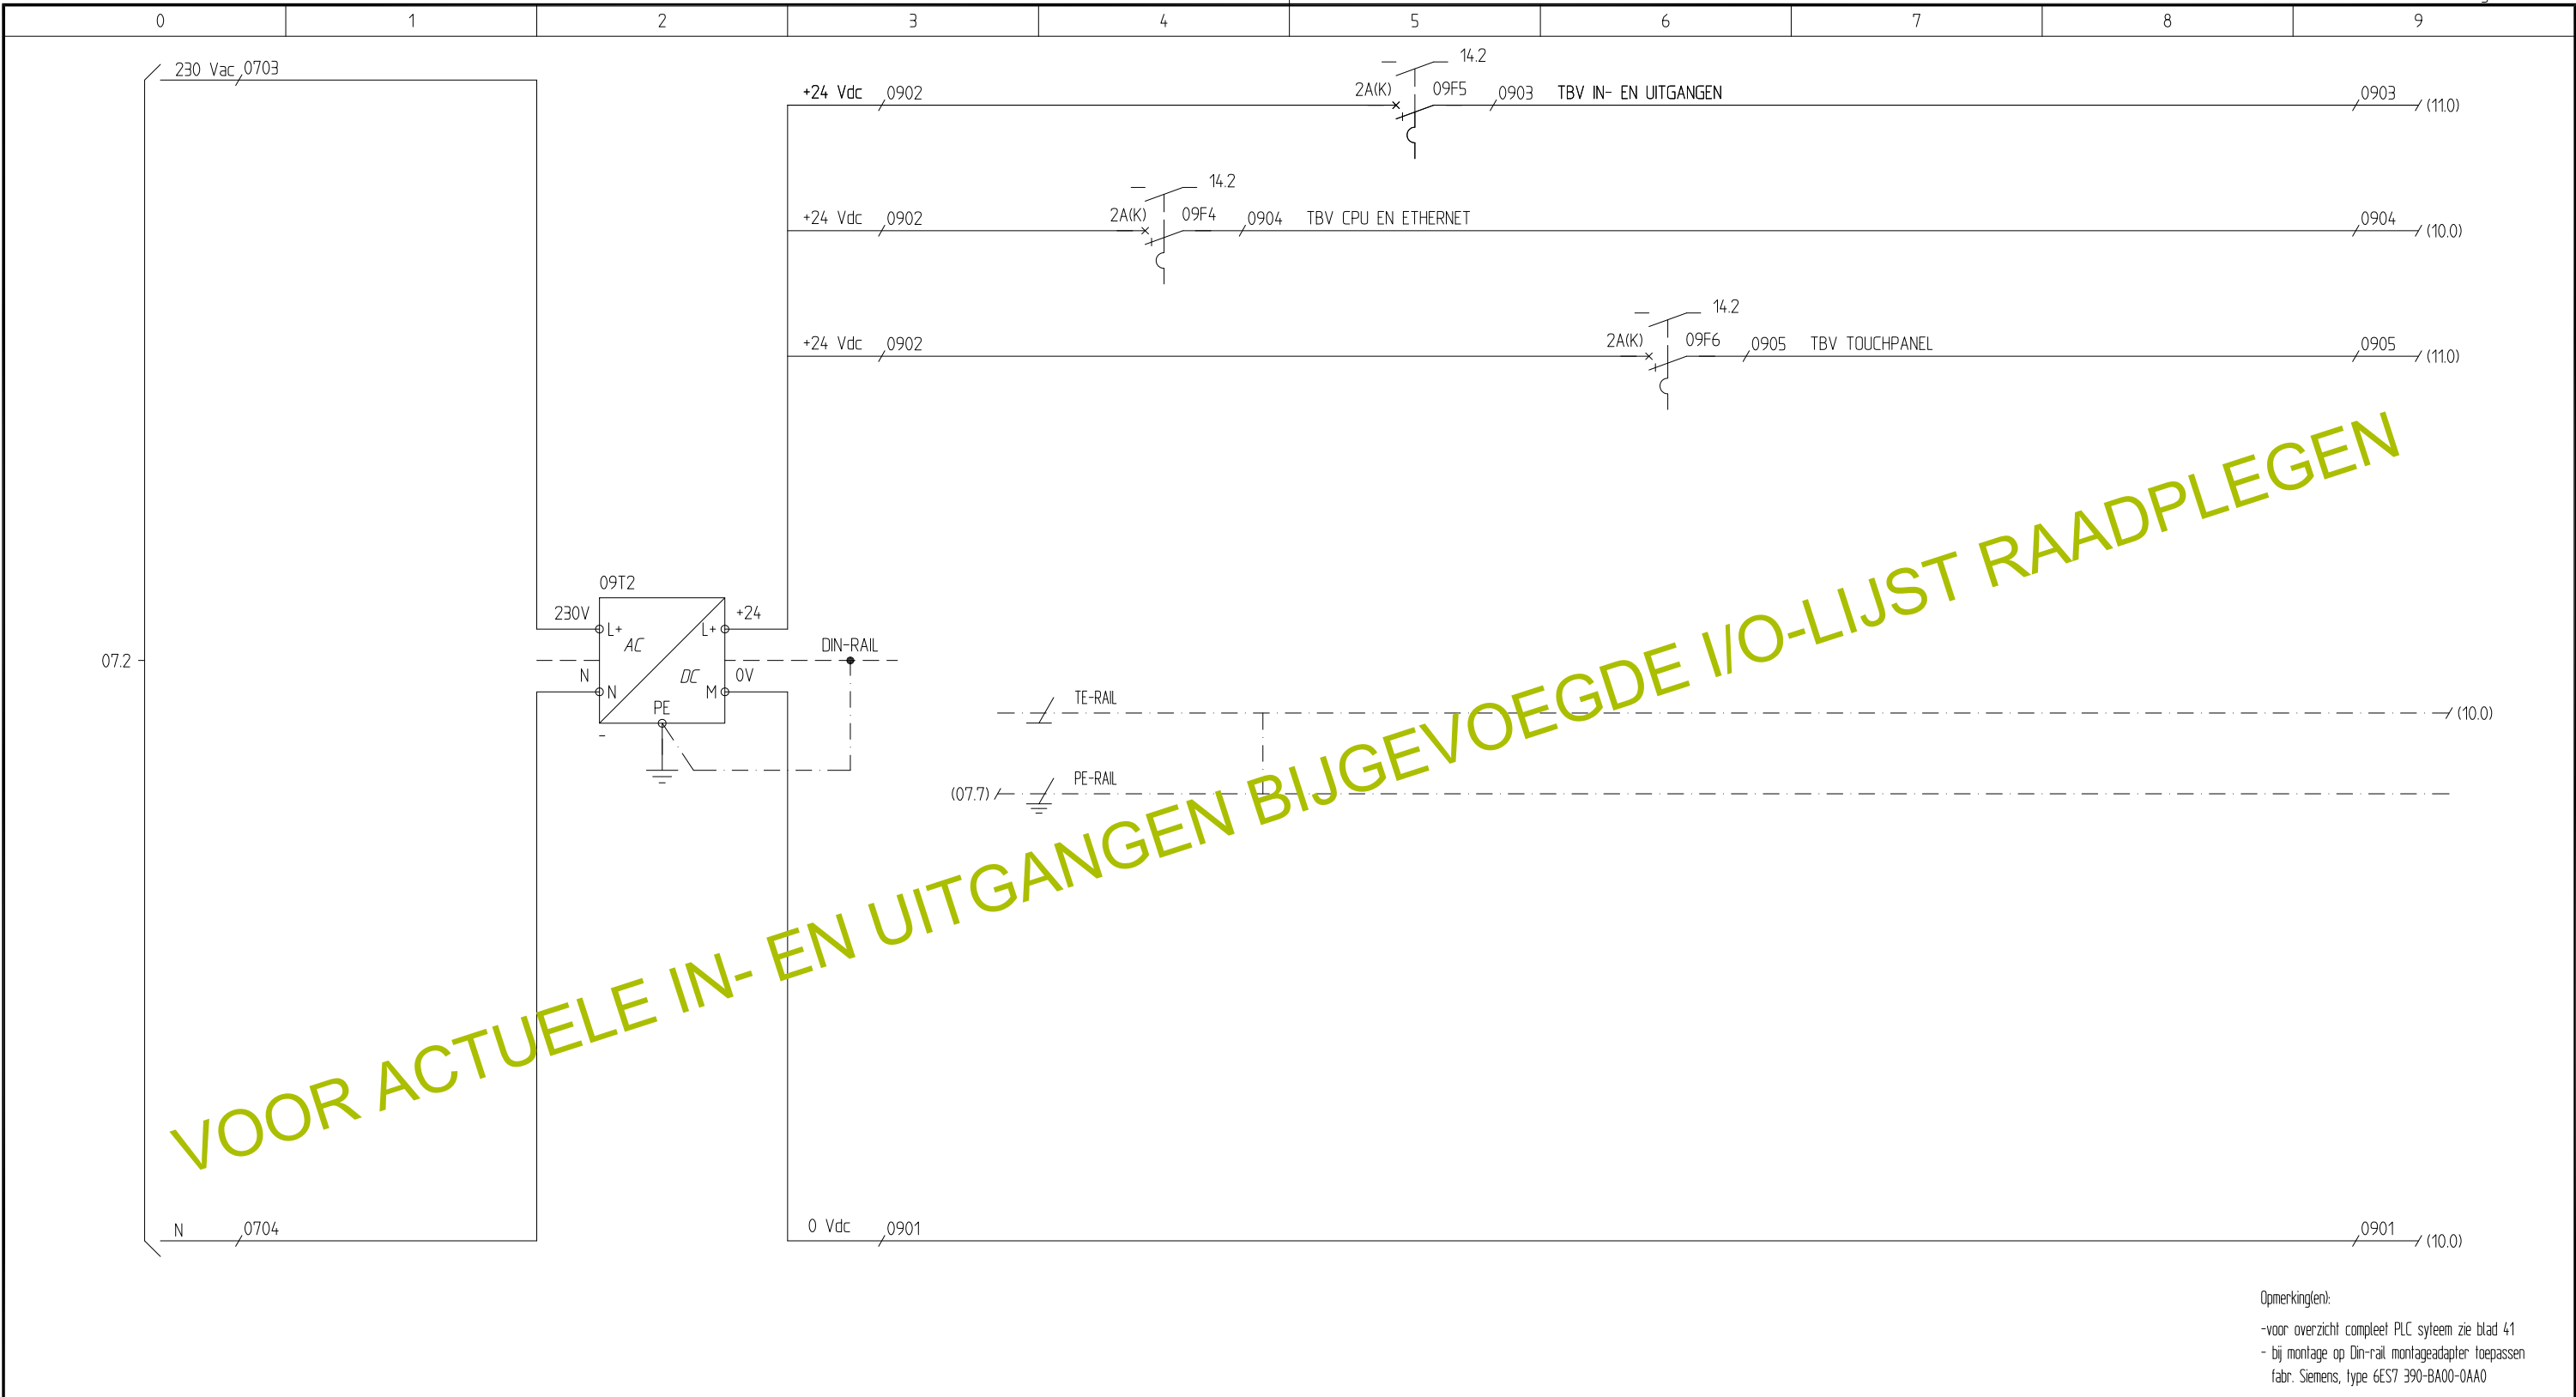 0 1 2 3 4 5 6 7 8 9
230 Vac 0703
+24 Vdc 0902 2A(K) 09F5 14.2 0903 TBV IN- EN UITGANGEN 0903 (11.0)
+24 Vdc 0902 2A(K) 09F4 14.2 0904 TBV CPU EN ETHERNET 0904 (10.0)
+24 Vdc 0902 2A(K) 09F6 14.2 0905 TBV TOUCHPANEL 0905 (11.0)
09T2
230V L+ AC L+ +24
07.2
DIN-RAIL
N N DC M 0V
PE
TE-RAIL (10.0)
(07.7) PE-RAIL
VOOR ACTUELE IN- EN UITGANGEN BIJGEVOEGDE I/O-LIJST RAADPLEGEN
N 0704
0 Vdc 0901 0901 (10.0)
Opmerking(en):
-voor overzicht compleet PLC syteem zie blad 41
- bij montage op Din-rail montageadapter toepassen
fabr. Siemens, type 6ES7 390-BA00-0AA0